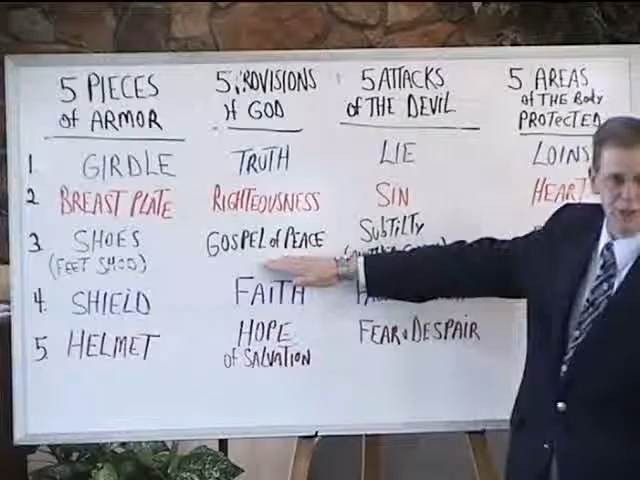 5 PIECES
of ARMOR
5 PROVISIONS
of GOD
5 ATTACKS
of THE DEVIL
5 AREAS
of THE Body
PROTECTED
1 GIRDLE TRUTH LIE LOINS
2 BREAST PLATE RIGHTEOUSNESS SIN HEART
3. SHOES GOSPEL of PEACE SUBTILTY
(FEET SHOD)
4. SHIELD FAITH
5. HELMET HOPE FEAR & DESPAIR
of SALVATION